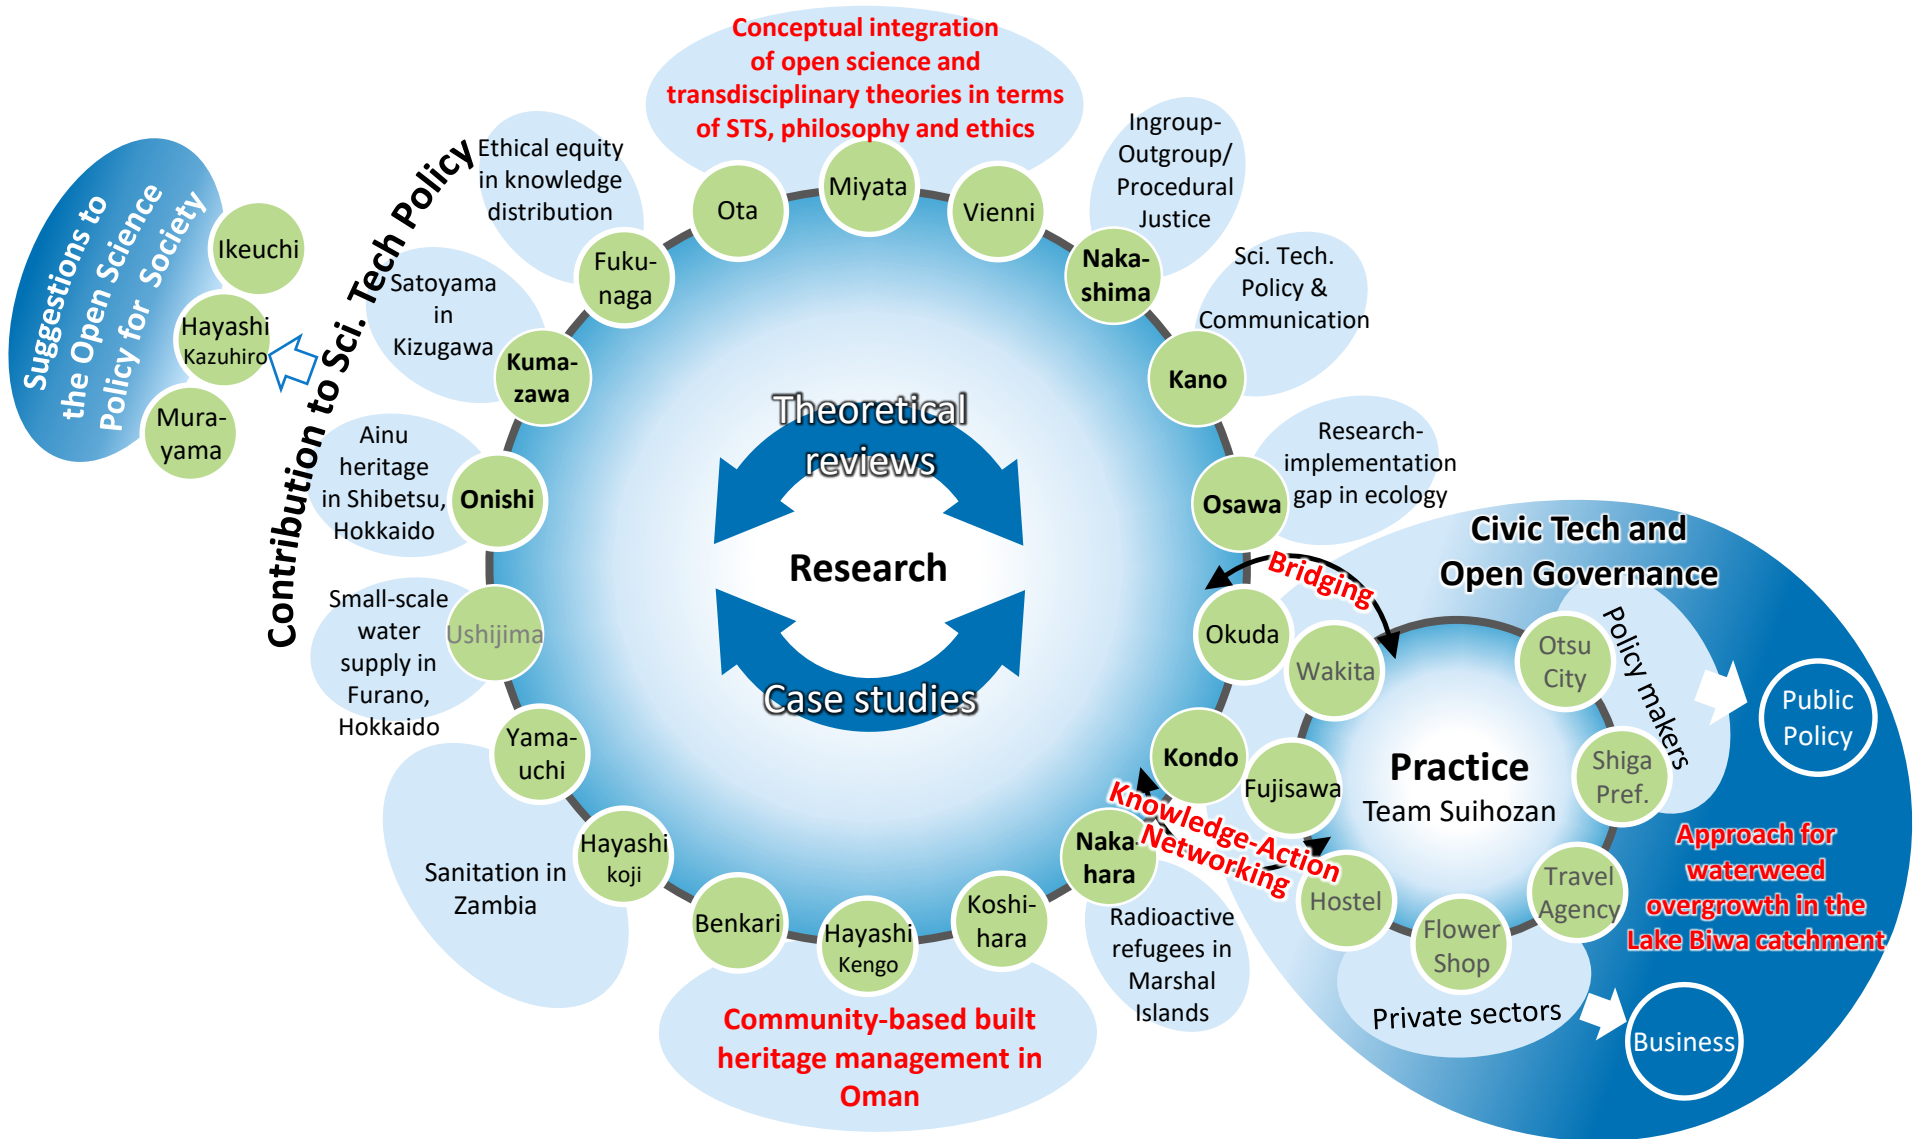 Conceptual integration
of open science and
transdisciplinary theories in terms
of STS, philosophy and ethics
Ota
Miyata
Vienni
Ethical equity
in knowledge
distribution
Fuku-
naga
Ingroup-
Outgroup/
Procedural
Justice
Naka-
shima
Suggestions to
the Open Science
Policy for Society
Ikeuchi
Hayashi
Kazuhiro
Mura-
yama
Contribution to Sci. Tech Policy
Satoyama
in
Kizugawa
Kuma-
zawa
Sci. Tech.
Policy &
Communication
Kano
Ainu
heritage
in Shibetsu,
Hokkaido
Onishi
Research-
implementation
gap in ecology
Osawa
Theoretical
reviews
Research
Case studies
Small-scale
water
supply in
Furano,
Hokkaido
Ushijima
Yama-
uchi
Hayashi
koji
Sanitation in
Zambia
Benkari
Hayashi
Kengo
Koshi-
hara
Community-based built
heritage management in
Oman
Naka-
hara
Radioactive
refugees in
Marshal
Islands
Kondo
Okuda
Bridging
Knowledge-Action
Networking
Civic Tech and
Open Governance
Wakita
Fujisawa
Hostel
Flower
Shop
Travel
Agency
Shiga
Pref.
Otsu
City
Practice
Team Suihozan
Policy makers
Public
Policy
Approach for
waterweed
overgrowth in the
Lake Biwa catchment
Private sectors
Business